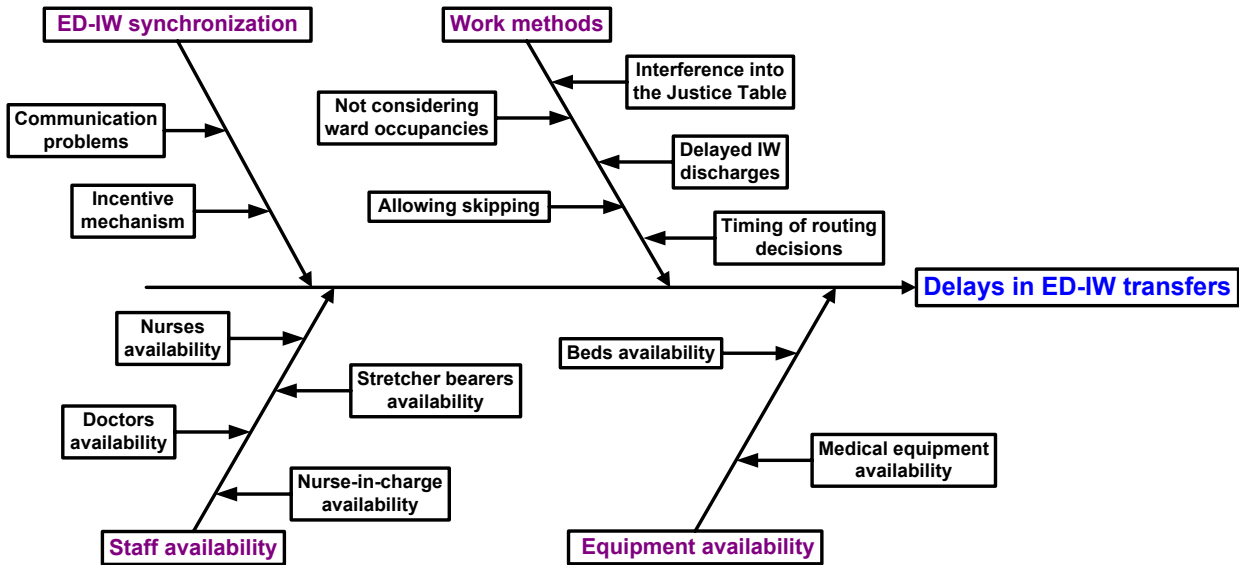 ED-IW synchronization
Work methods
Interference into
the Justice Table
Not considering
ward occupancies
Communication
problems
Delayed IW
discharges
Incentive
mechanism
Allowing skipping
Timing of routing
decisions
Delays in ED-IW transfers
Nurses
availability
Beds availability
Stretcher bearers
availability
Doctors
availability
Medical equipment
availability
Nurse-in-charge
availability
Staff availability
Equipment availability